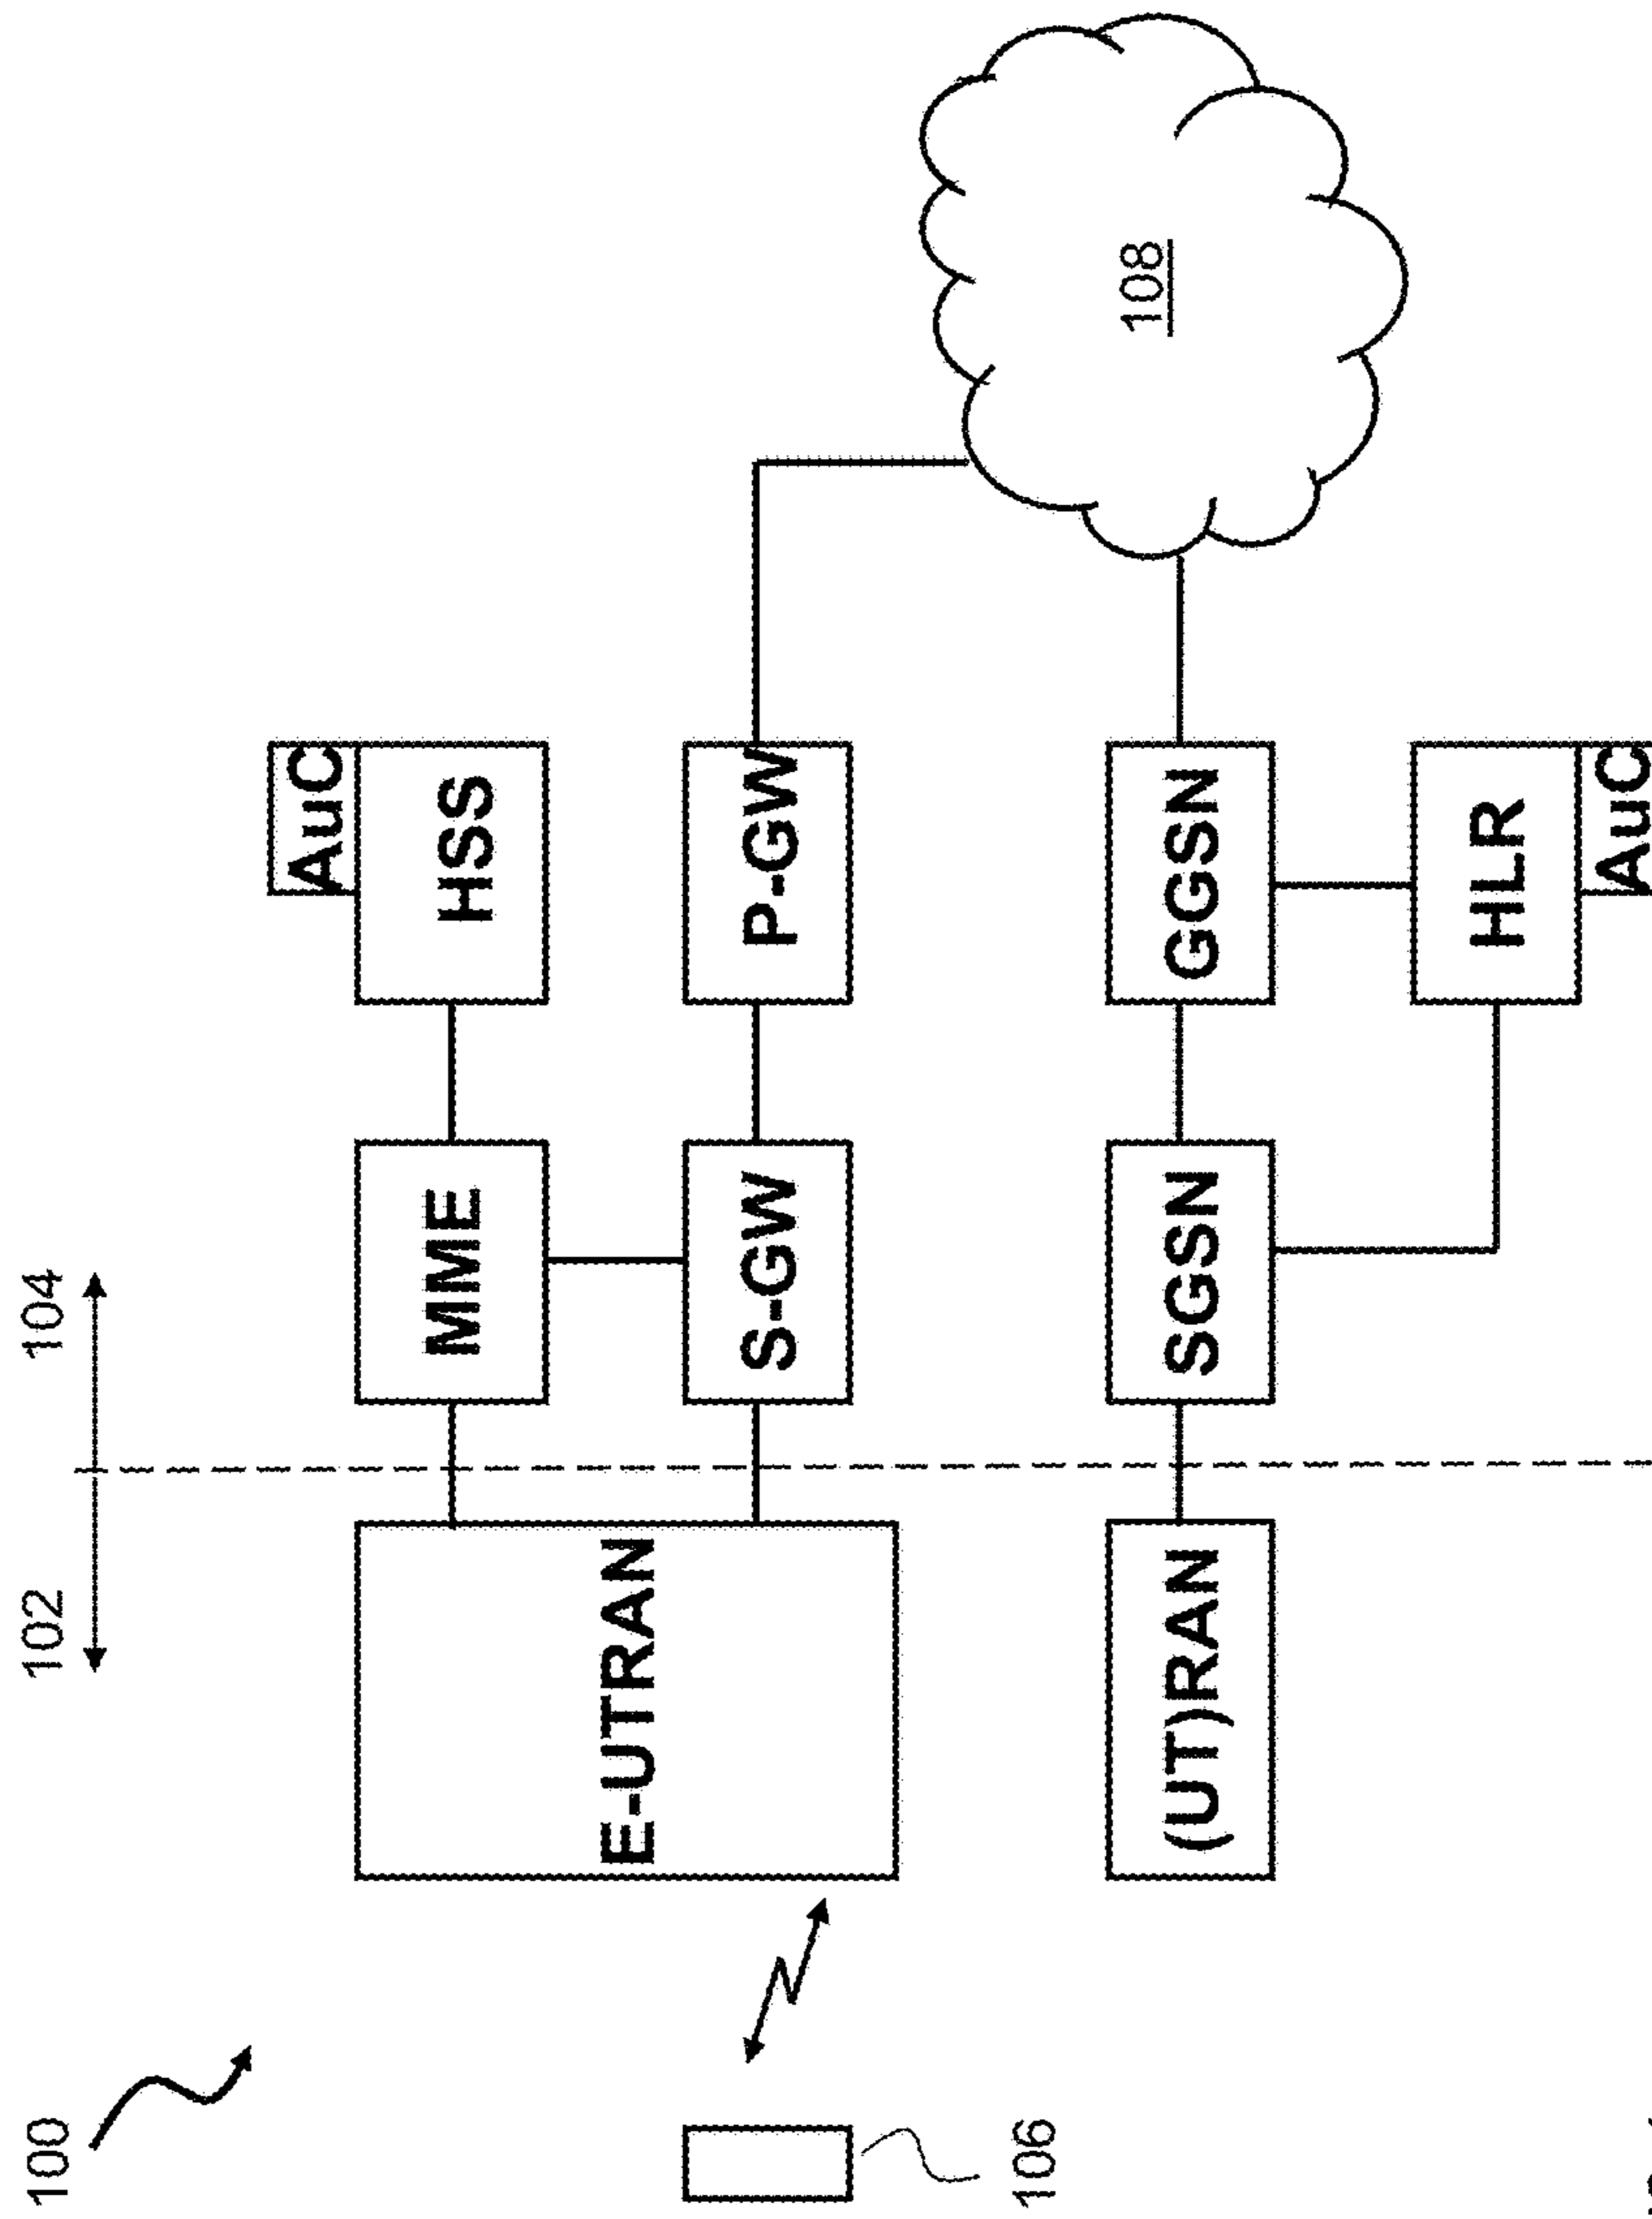 100
102
104
AuC
MME
HSS
E-UTRAN
S-GW
P-GW
106
108
(UT)RAN
SGSN
GGSN
HLR
AuC